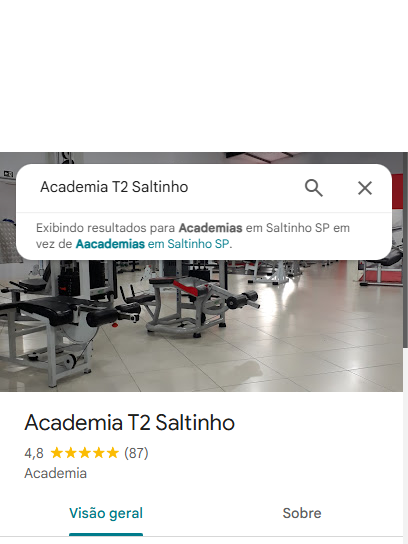 Academia T2 Saltinho
Exibindo resultados para Academias em Saltinho SP em
vez de Aacademias em Saltinho SP.
Academia T2 Saltinho
4,8 ★★★★★ (87)
Academia
Visão geral
Sobre